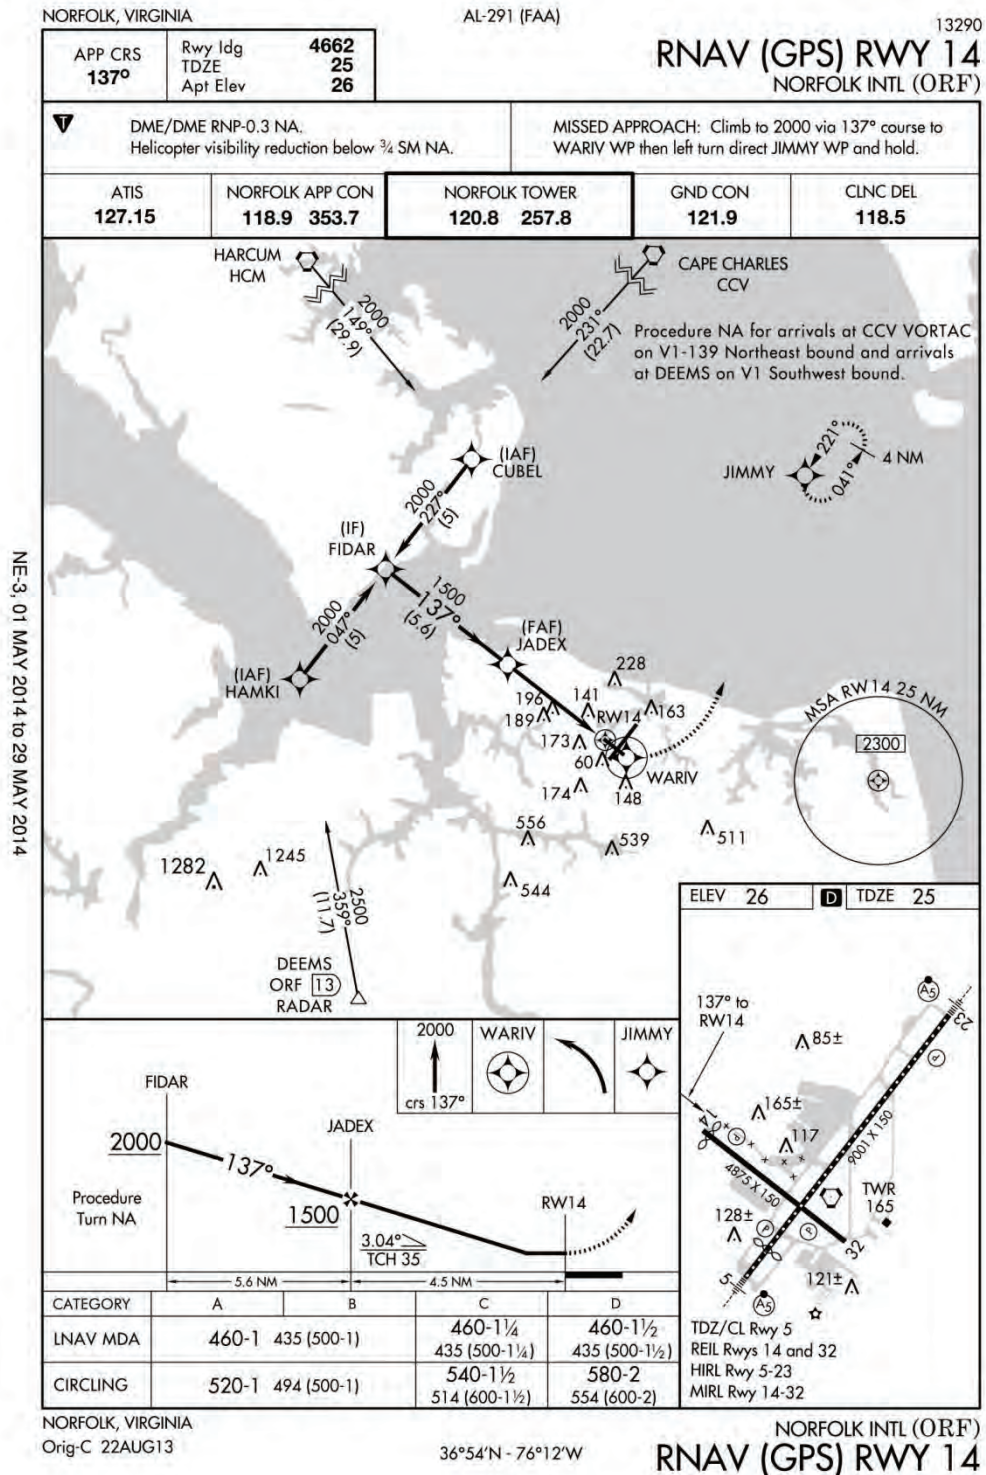 NORFOLK, VIRGINIA
AL-291 (FAA)
13290
RNAV (GPS) RWY 14
NORFOLK INTL (ORF)
APP CRS
137°
Rwy ldg 4662
TDZE 25
Apt Elev 26
T
DME/DME RNP-0.3 NA.
Helicopter visibility reduction below ¾ SM NA.
MISSED APPROACH: Climb to 2000 via 137° course to
WARIV WP then left turn direct JIMMY WP and hold.
ATIS
127.15
NORFOLK APP CON
118.9 353.7
NORFOLK TOWER
120.8 257.8
GND CON
121.9
CLNC DEL
118.5
HARCUM
HCM
2000
149°
(29.9)
CAPE CHARLES
CCV
2000
231°
(22.7)
Procedure NA for arrivals at CCV VORTAC
on V1-139 Northeast bound and arrivals
at DEEMS on V1 Southwest bound.
(IAF)
CUBEL
2000
227°
(5)
JIMMY
221°
041°
4 NM
(IF)
FIDAR
1500
137°
(5.6)
2000
047°
(5)
(IAF)
HAMKI
(FAF)
JADEX
228
196
189
141
RW14
163
173
60
WARIV
174
148
556
539
511
544
1282
1245
MSA RW14 25 NM
2300
2500
359°
(11.7)
DEEMS
ORF 13
RADAR
NE-3, 01 MAY 2014 to 29 MAY 2014
ELEV 26
D
TDZE 25
137° to
RW14
A5
23
85±
165±
117
14
P
P
9001 X 150
4875 X 150
TWR
165
128±
P
P
32
5
121±
A5
TDZ/CL Rwy 5
REIL Rwys 14 and 32
HIRL Rwy 5-23
MIRL Rwy 14-32
2000
crs 137°
WARIV
JIMMY
FIDAR
2000
137°
JADEX
1500
Procedure
Turn NA
3.04°
TCH 35
RW14
5.6 NM
4.5 NM
CATEGORY A B C D
LNAV MDA 460-1 435 (500-1) 460-1¼ 460-1½
435 (500-1¼) 435 (500-1½)
CIRCLING 520-1 494 (500-1) 540-1½ 580-2
514 (600-1½) 554 (600-2)
NORFOLK, VIRGINIA
Orig-C 22AUG13
36°54'N - 76°12'W
NORFOLK INTL (ORF)
RNAV (GPS) RWY 14